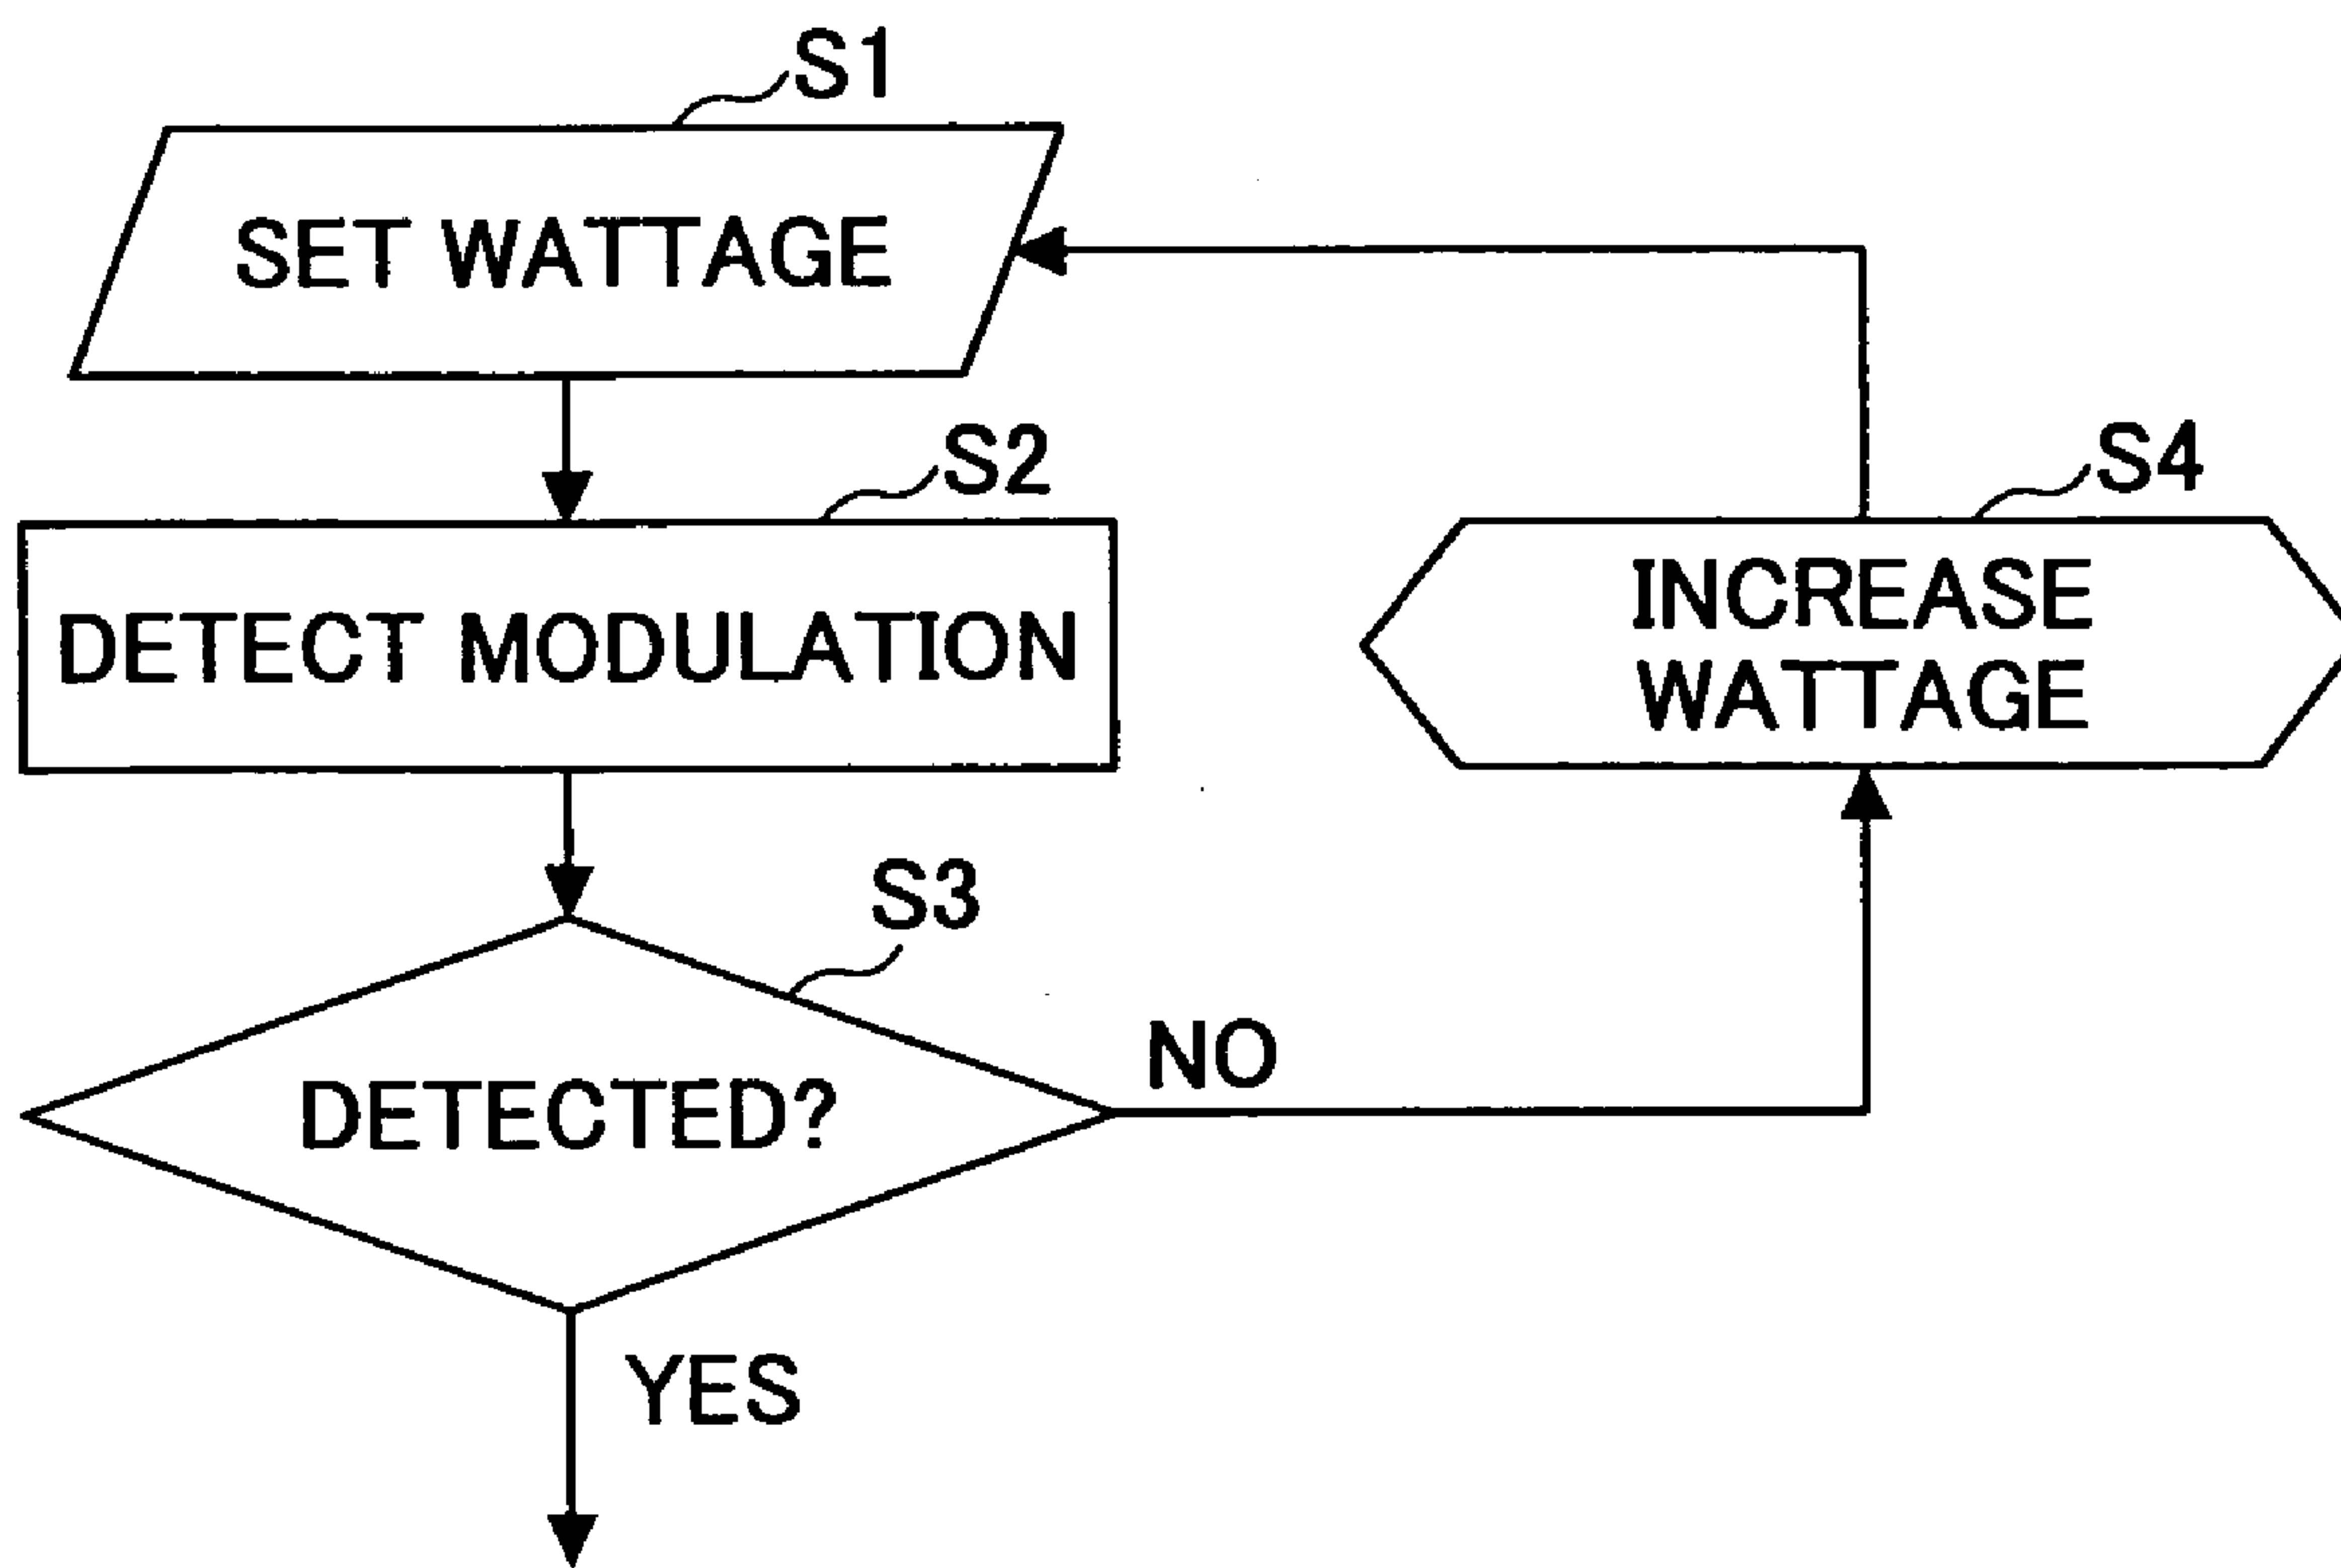 S1
SET WATTAGE
S2
DETECT MODULATION
S4
INCREASE
WATTAGE
S3
DETECTED?
NO
YES